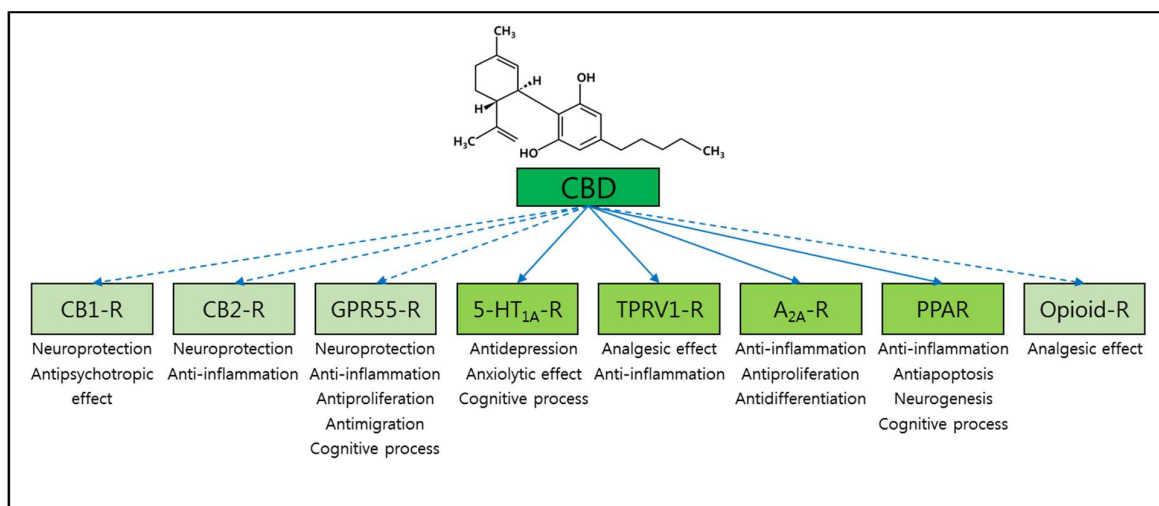 CH₃
H
OH
H
H₃C
HO
CH₃
CBD
CB1-R
Neuroprotection
Antipsychotropic
effect
CB2-R
Neuroprotection
Anti-inflammation
GPR55-R
Neuroprotection
Anti-inflammation
Antiproliferation
Antimigration
Cognitive process
5-HT₁A-R
Antidepression
Anxiolytic effect
Cognitive process
TPRV1-R
Analgesic effect
Anti-inflammation
A₂A-R
Anti-inflammation
Antiproliferation
Antidifferentiation
PPAR
Anti-inflammation
Antiapoptosis
Neurogenesis
Cognitive process
Opioid-R
Analgesic effect